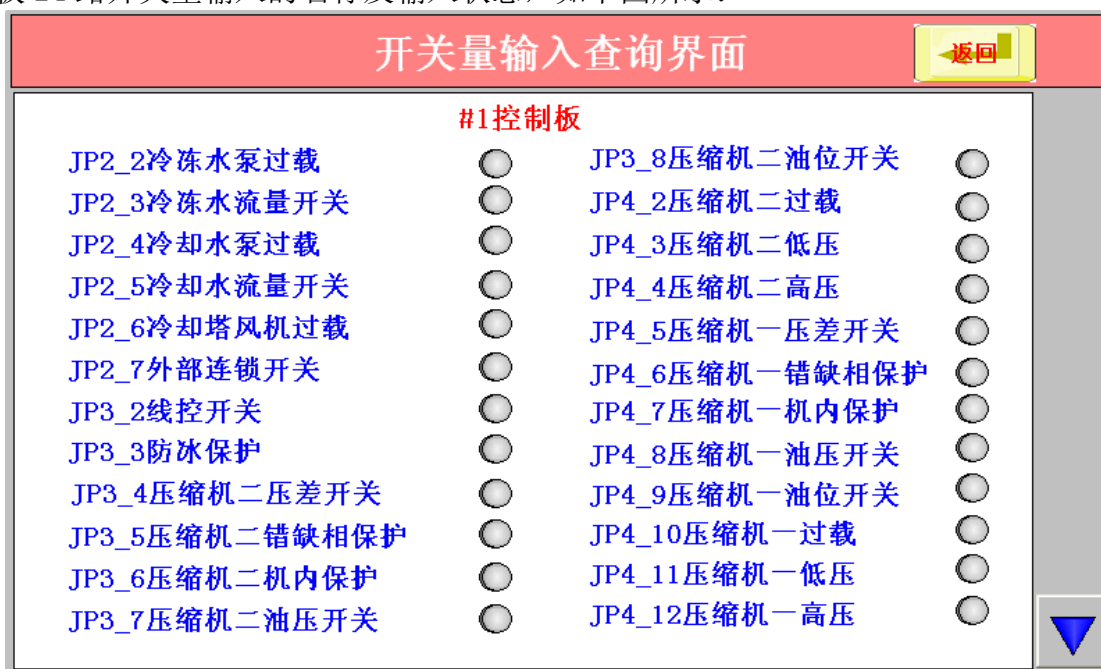 开关量输入查询界面
返回
#1控制板
JP2_2冷冻水泵过载
JP2_3冷冻水流量开关
JP2_4冷却水泵过载
JP2_5冷却水流量开关
JP2_6冷却塔风机过载
JP2_7外部连锁开关
JP3_2线控开关
JP3_3防冰保护
JP3_4压缩机二压差开关
JP3_5压缩机二错缺相保护
JP3_6压缩机二机内保护
JP3_7压缩机二油压开关
JP3_8压缩机二油位开关
JP4_2压缩机二过载
JP4_3压缩机二低压
JP4_4压缩机二高压
JP4_5压缩机一压差开关
JP4_6压缩机一错缺相保护
JP4_7压缩机一机内保护
JP4_8压缩机一油压开关
JP4_9压缩机一油位开关
JP4_10压缩机一过载
JP4_11压缩机一低压
JP4_12压缩机一高压